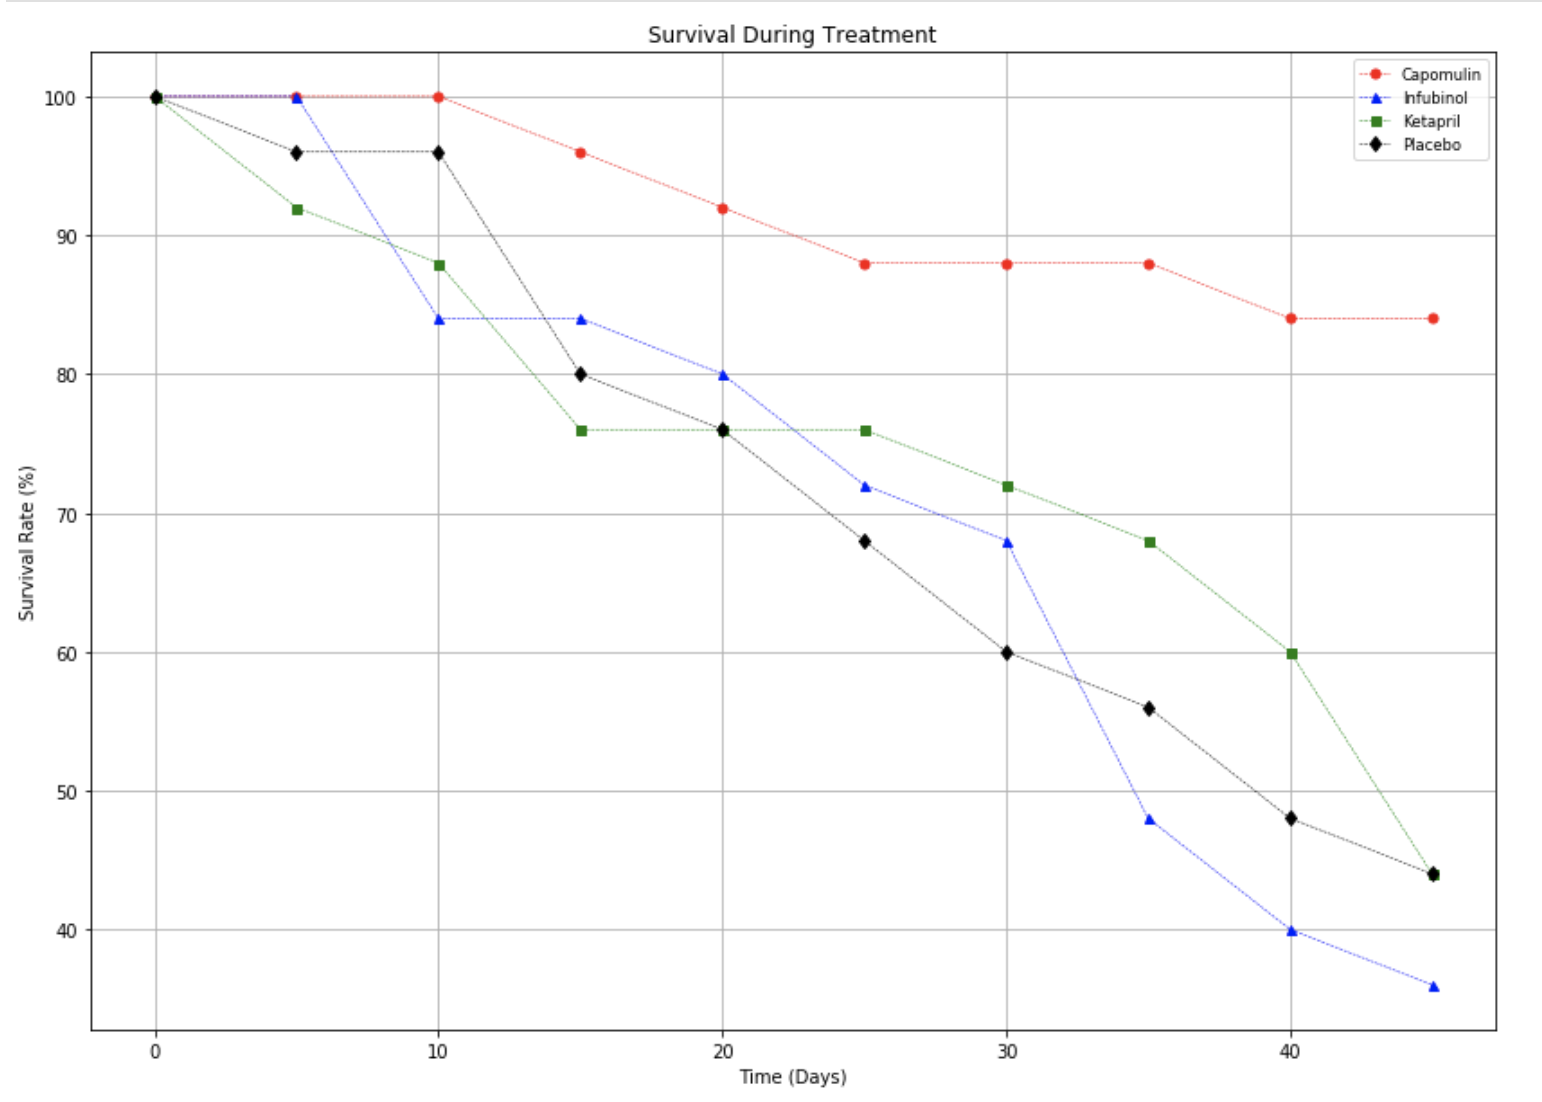 Survival During Treatment
Capomulin
Infubinol
Ketapril
Placebo
100
90
80
70
60
50
40
Survival Rate (%)
0 10 20 30 40
Time (Days)